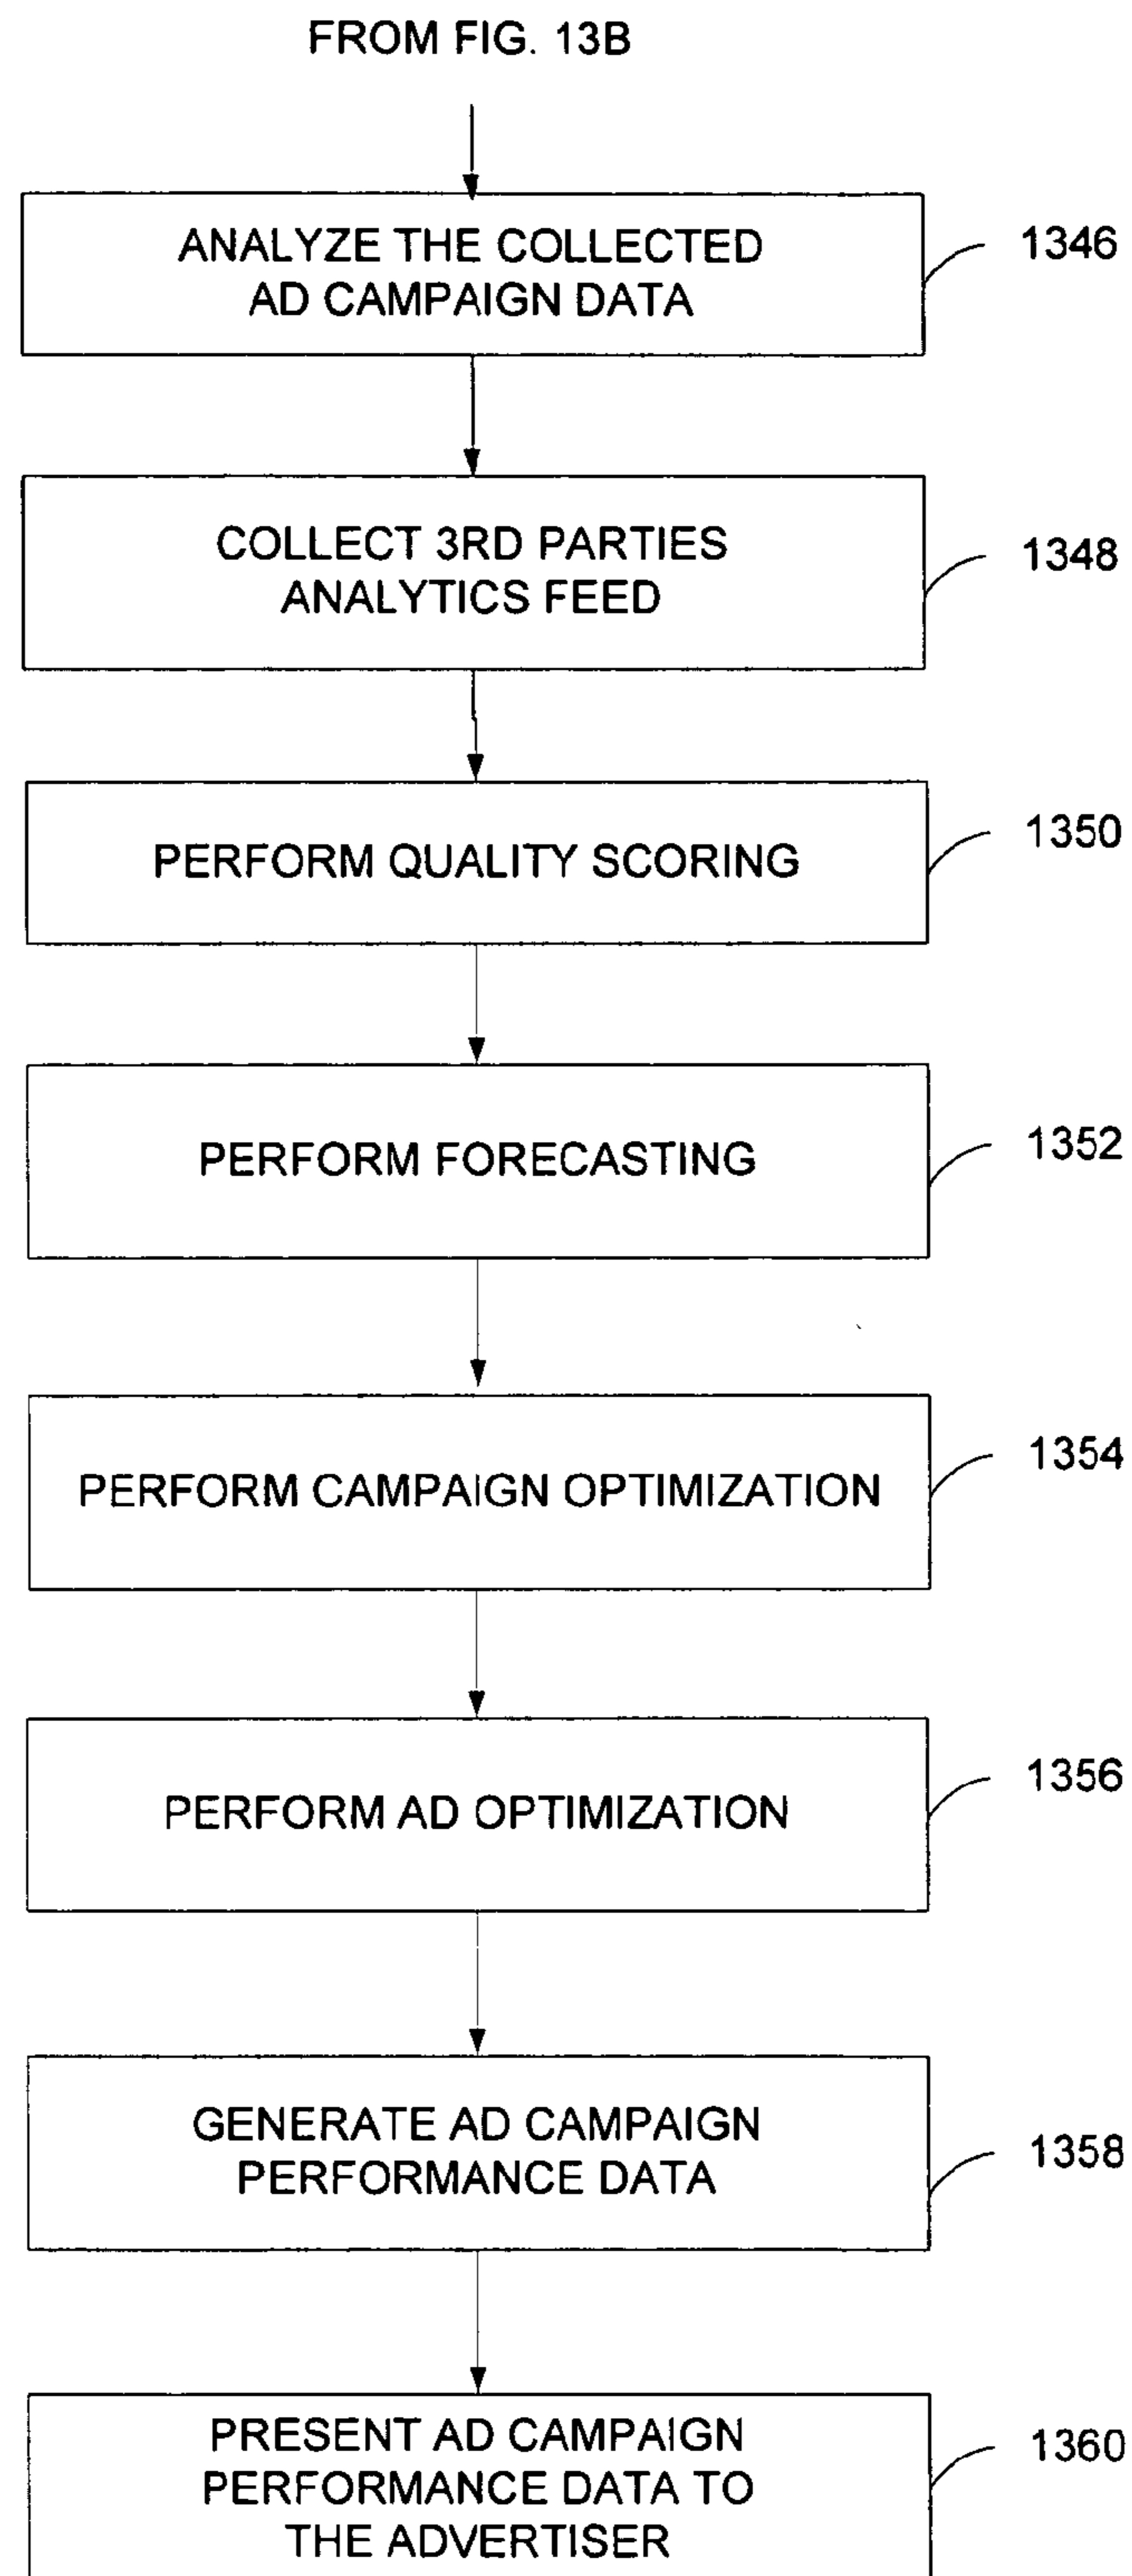 FROM FIG. 13B
ANALYZE THE COLLECTED
AD CAMPAIGN DATA
1346
COLLECT 3RD PARTIES
ANALYTICS FEED
1348
PERFORM QUALITY SCORING
1350
PERFORM FORECASTING
1352
PERFORM CAMPAIGN OPTIMIZATION
1354
PERFORM AD OPTIMIZATION
1356
GENERATE AD CAMPAIGN
PERFORMANCE DATA
1358
PRESENT AD CAMPAIGN
PERFORMANCE DATA TO
THE ADVERTISER
1360